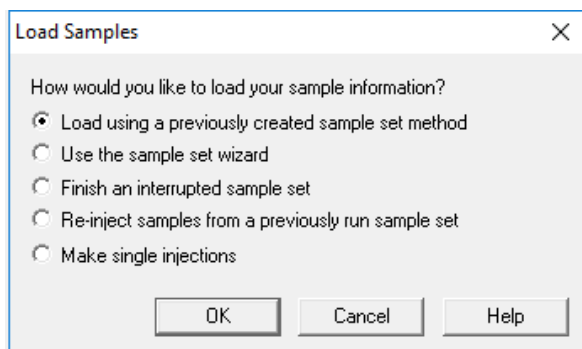 Load Samples
How would you like to load your sample information?
Load using a previously created sample set method
Use the sample set wizard
Finish an interrupted sample set
Re-inject samples from a previously run sample set
Make single injections
OK Cancel Help